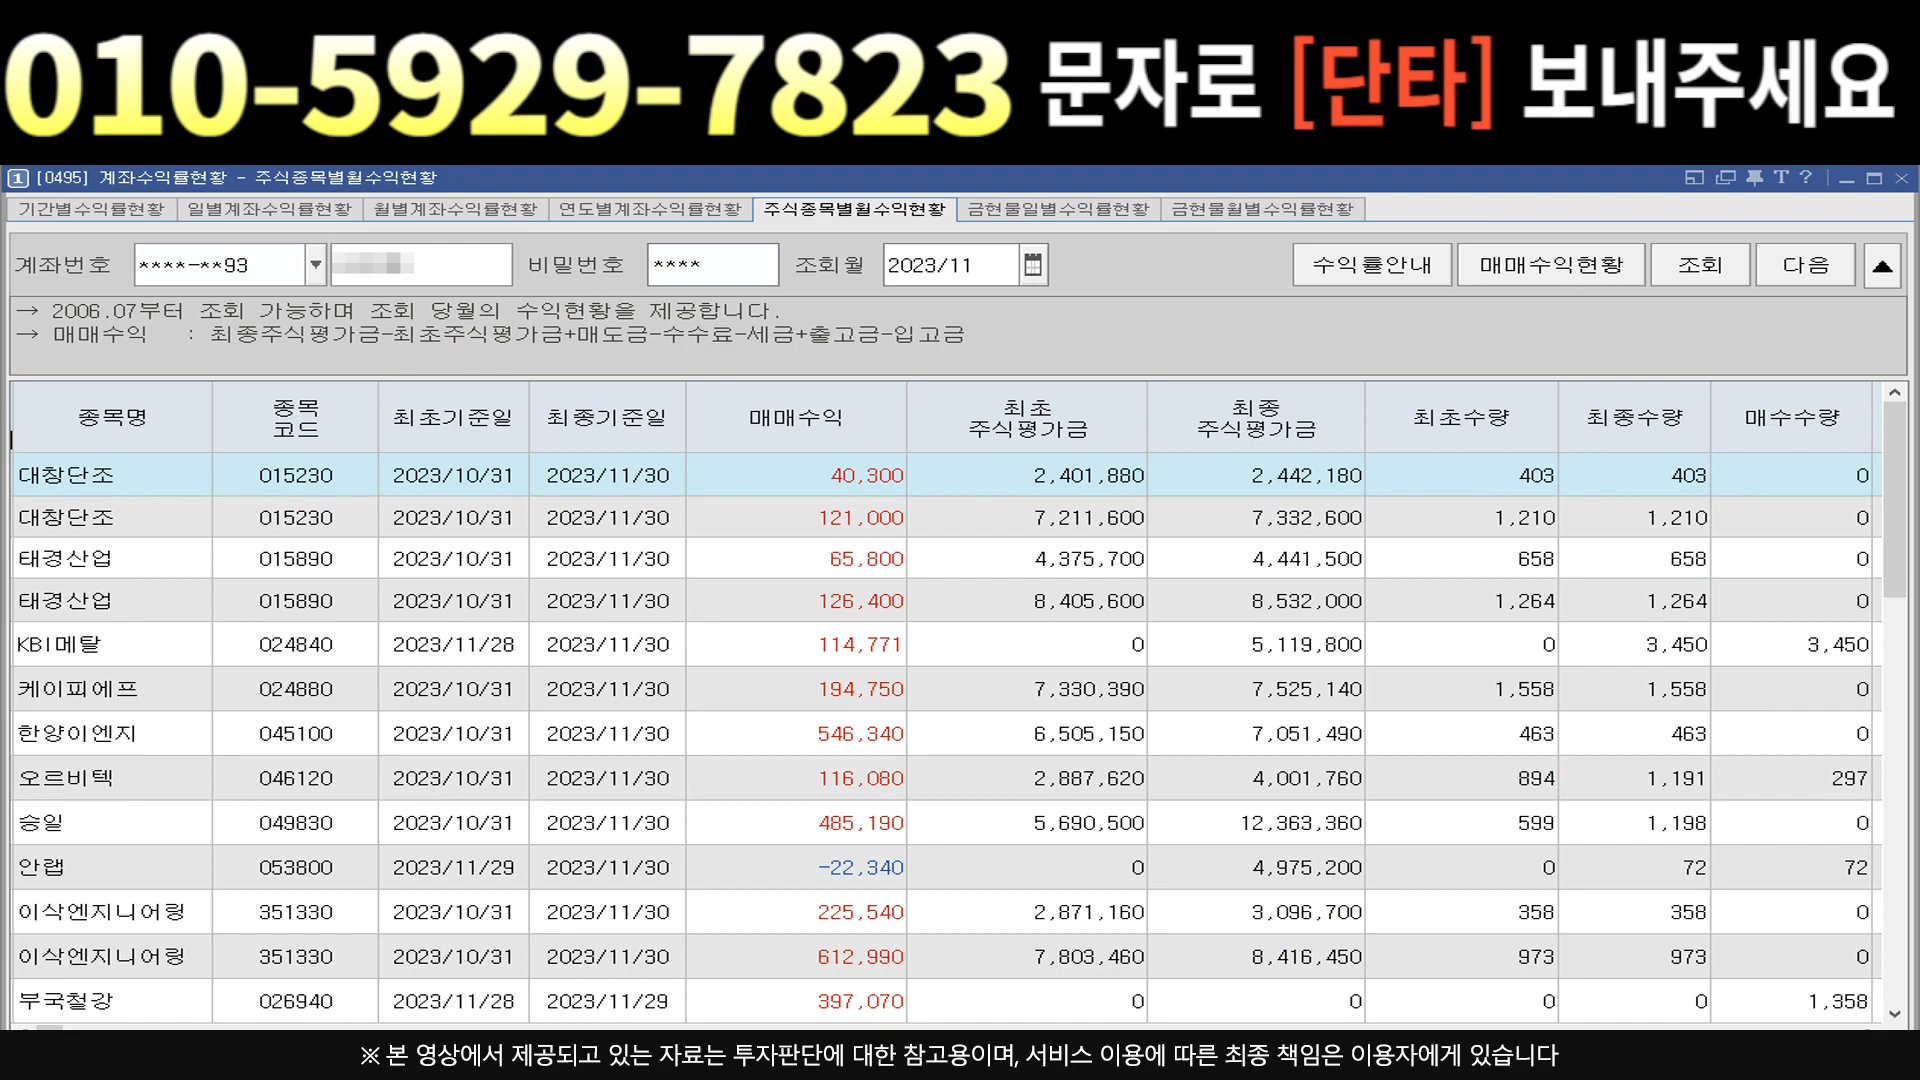 010-5929-7823 문자로 [단타] 보내주세요
1 [0495] 계좌수익률현황 - 주식종목별월수익현황
기간별수익률현황 일별계좌수익률현황 월별계좌수익률현황 연도별계좌수익률현황 주식종목별월수익현황 금현물일별수익률현황 금현물월별수익률현황
계좌번호 ****-**93 비밀번호 **** 조회월 2023/11 수익률안내 매매수익현황 조회 다음
→ 2006.07부터 조회 가능하며 조회 당월의 수익현황을 제공합니다.
→ 매매수익 : 최종주식평가금-최초주식평가금+매도금-수수료-세금+출고금-입고금
종목명 종목코드 최초기준일 최종기준일 매매수익 최초주식평가금 최종주식평가금 최초수량 최종수량 매수수량
대창단조 015230 2023/10/31 2023/11/30 40,300 2,401,880 2,442,180 403 403 0
대창단조 015230 2023/10/31 2023/11/30 121,000 7,211,600 7,332,600 1,210 1,210 0
태경산업 015890 2023/10/31 2023/11/30 65,800 4,375,700 4,441,500 658 658 0
태경산업 015890 2023/10/31 2023/11/30 126,400 8,405,600 8,532,000 1,264 1,264 0
KBI메탈 024840 2023/11/28 2023/11/30 114,771 0 5,119,800 0 3,450 3,450
케이피에프 024880 2023/10/31 2023/11/30 194,750 7,330,390 7,525,140 1,558 1,558 0
한양이엔지 045100 2023/10/31 2023/11/30 546,340 6,505,150 7,051,490 463 463 0
오르비텍 046120 2023/10/31 2023/11/30 116,080 2,887,620 4,001,760 894 1,191 297
승일 049830 2023/10/31 2023/11/30 485,190 5,690,500 12,363,360 599 1,198 0
안랩 053800 2023/11/29 2023/11/30 -22,340 0 4,975,200 0 72 72
이삭엔지니어링 351330 2023/10/31 2023/11/30 225,540 2,871,160 3,096,700 358 358 0
이삭엔지니어링 351330 2023/10/31 2023/11/30 612,990 7,803,460 8,416,450 973 973 0
부국철강 026940 2023/11/28 2023/11/29 397,070 0 0 0 0 1,358
※ 본 영상에서 제공되고 있는 자료는 투자판단에 대한 참고용이며, 서비스 이용에 따른 최종 책임은 이용자에게 있습니다